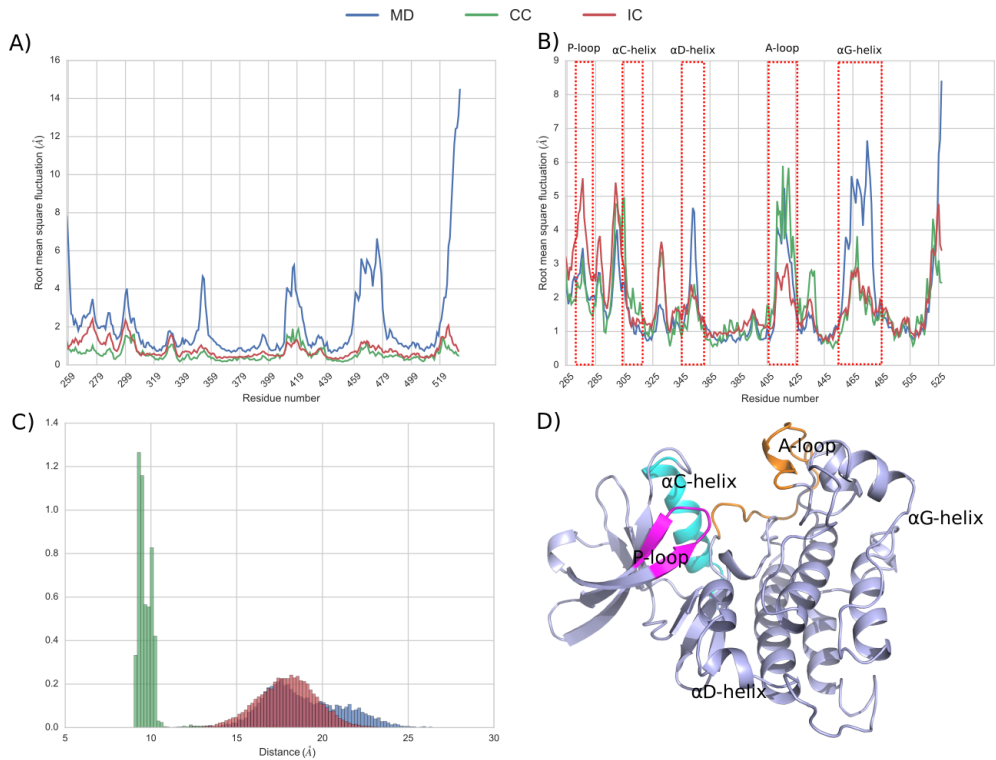 MD CC IC
A)
Root mean square fluctuation (Å)
16
14
12
10
8
6
4
2
0
259 279 299 319 339 359 379 399 419 439 459 479 499 519
Residue number
B)
P-loop αC-helix αD-helix A-loop αG-helix
Root mean square fluctuation (Å)
9
8
7
6
5
4
3
2
1
0
265 285 305 325 345 365 385 405 425 445 465 485 505 525
Residue number
C)
1.4
1.2
1.0
0.8
0.6
0.4
0.2
0.0
5 10 15 20 25 30
Distance (Å)
D)
A-loop
αC-helix
αG-helix
P-loop
αD-helix